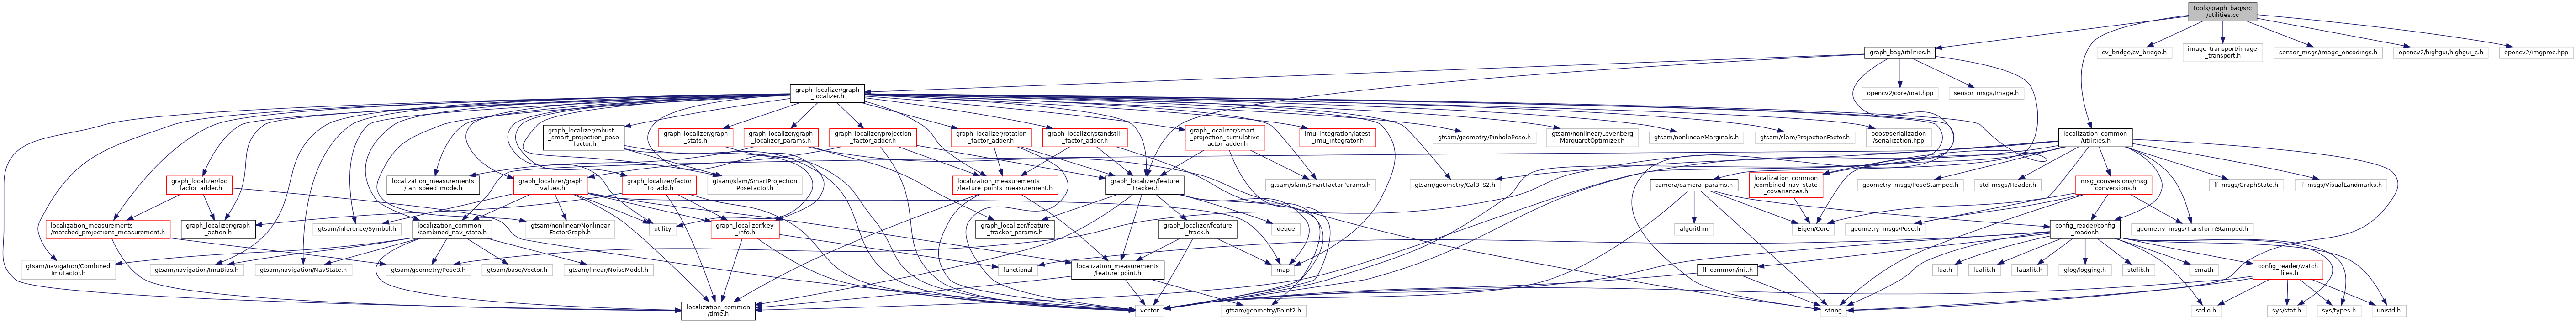 tools/graph_bag/src
/utilities.cc
graph_bag/utilities.h
cv_bridge/cv_bridge.h
image_transport/image
_transport.h
sensor_msgs/image_encodings.h
opencv2/highgui/highgui_c.h
opencv2/imgproc.hpp
graph_localizer/graph
_localizer.h
opencv2/core/mat.hpp
sensor_msgs/Image.h
graph_localizer/robust
_smart_projection_pose
_factor.h
graph_localizer/graph
_stats.h
graph_localizer/graph
_localizer_params.h
graph_localizer/projection
_factor_adder.h
graph_localizer/rotation
_factor_adder.h
graph_localizer/standstill
_factor_adder.h
graph_localizer/smart
_projection_cumulative
_factor_adder.h
imu_integration/latest
_imu_integrator.h
gtsam/geometry/PinholePose.h
gtsam/nonlinear/Levenberg
MarquardtOptimizer.h
gtsam/nonlinear/Marginals.h
gtsam/slam/ProjectionFactor.h
boost/serialization
/serialization.hpp
localization_common
/utilities.h
graph_localizer/loc
_factor_adder.h
localization_measurements
/fan_speed_mode.h
graph_localizer/graph
_values.h
graph_localizer/factor
_to_add.h
gtsam/slam/SmartProjection
PoseFactor.h
localization_measurements
/feature_points_measurement.h
graph_localizer/feature
_tracker.h
gtsam/slam/SmartFactorParams.h
gtsam/geometry/Cal3_S2.h
camera/camera_params.h
localization_common
/combined_nav_state
_covariances.h
geometry_msgs/PoseStamped.h
std_msgs/Header.h
msg_conversions/msg
_conversions.h
ff_msgs/GraphState.h
ff_msgs/VisualLandmarks.h
localization_measurements
/matched_projections_measurement.h
graph_localizer/graph
_action.h
gtsam/inference/Symbol.h
localization_common
/combined_nav_state.h
gtsam/nonlinear/Nonlinear
FactorGraph.h
utility
graph_localizer/key
_info.h
graph_localizer/feature
_tracker_params.h
graph_localizer/feature
_track.h
deque
algorithm
Eigen/Core
geometry_msgs/Pose.h
config_reader/config
_reader.h
geometry_msgs/TransformStamped.h
gtsam/navigation/Combined
ImuFactor.h
gtsam/navigation/ImuBias.h
gtsam/navigation/NavState.h
gtsam/geometry/Pose3.h
gtsam/base/Vector.h
gtsam/linear/NoiseModel.h
functional
localization_measurements
/feature_point.h
map
ff_common/init.h
lua.h
lualib.h
lauxlib.h
glog/logging.h
stdlib.h
cmath
config_reader/watch
_files.h
localization_common
/time.h
vector
gtsam/geometry/Point2.h
string
stdio.h
sys/stat.h
sys/types.h
unistd.h